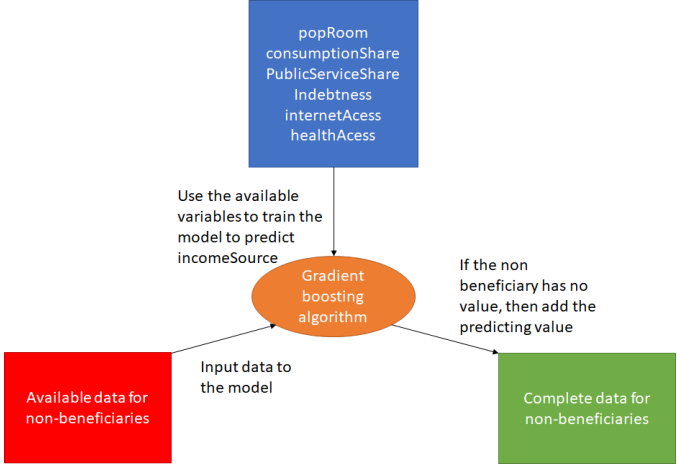 popRoom
consumptionShare
PublicServiceShare
Indebtness
internetAcess
healthAcess
Use the available
variables to train the
model to predict
incomeSource
Gradient
boosting
algorithm
If the non
beneficiary has no
value, then add the
predicting value
Input data to
the model
Available data for
non-beneficiaries
Complete data for
non-beneficiaries